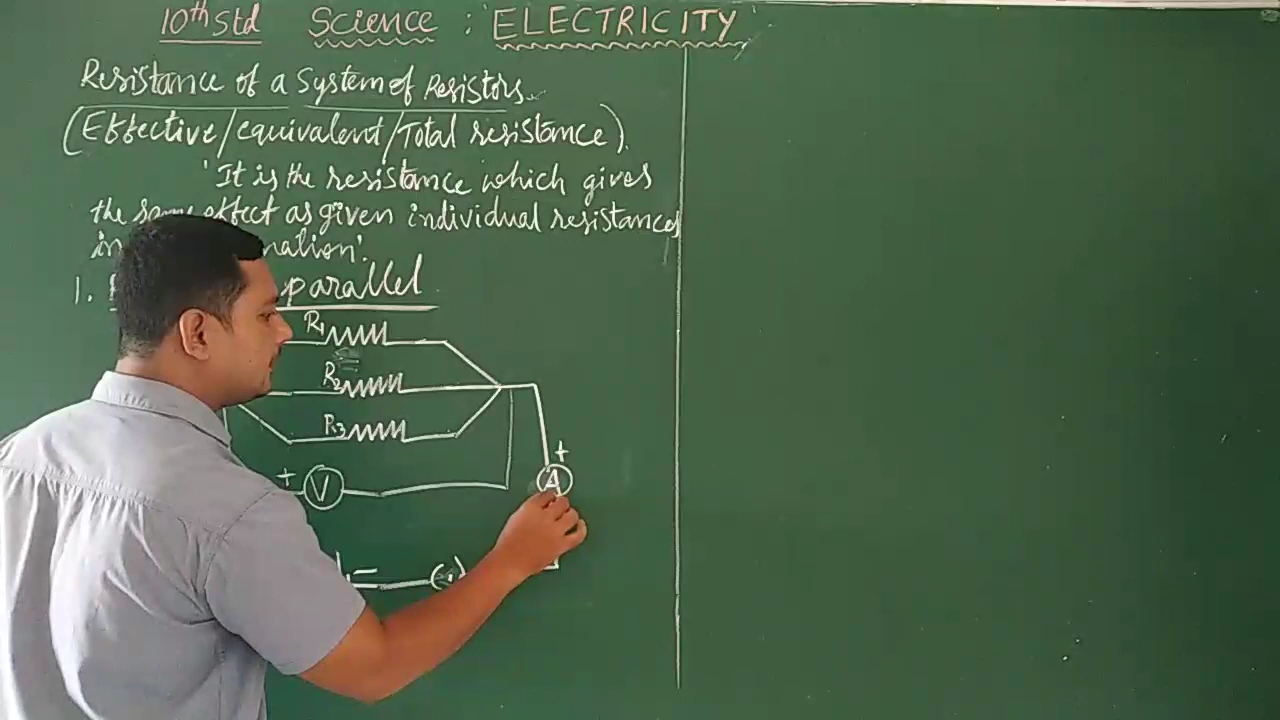 10th Std Science : 'ELECTRICITY'
Resistance of a System of Resistors.
(Effective/equivalent/Total resistance).
'It is the resistance which gives
the same effect as given individual resistances
in
1. parallel
R1
R2
R3
+
+ V
A
-